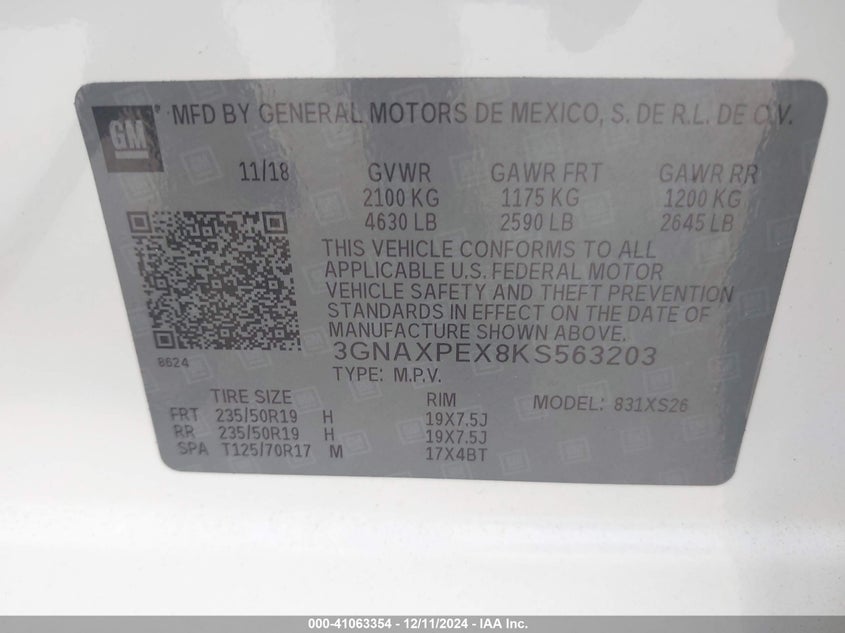 GM
MFD BY GENERAL MOTORS DE MEXICO, S. DE R.L. DE C.V.
11/18 GVWR GAWR FRT GAWR RR
2100 KG 1175 KG 1200 KG
4630 LB 2590 LB 2645 LB
THIS VEHICLE CONFORMS TO ALL
APPLICABLE U.S. FEDERAL MOTOR
VEHICLE SAFETY AND THEFT PREVENTION
STANDARDS IN EFFECT ON THE DATE OF
MANUFACTURE SHOWN ABOVE.
8624
3GNAXPEX8KS563203
TYPE: M.P.V.
TIRE SIZE RIM MODEL: 831XS26
FRT 235/50R19 H 19X7.5J
RR 235/50R19 H 19X7.5J
SPA T125/70R17 M 17X4BT
000-41063354 - 12/11/2024 - IAA Inc.